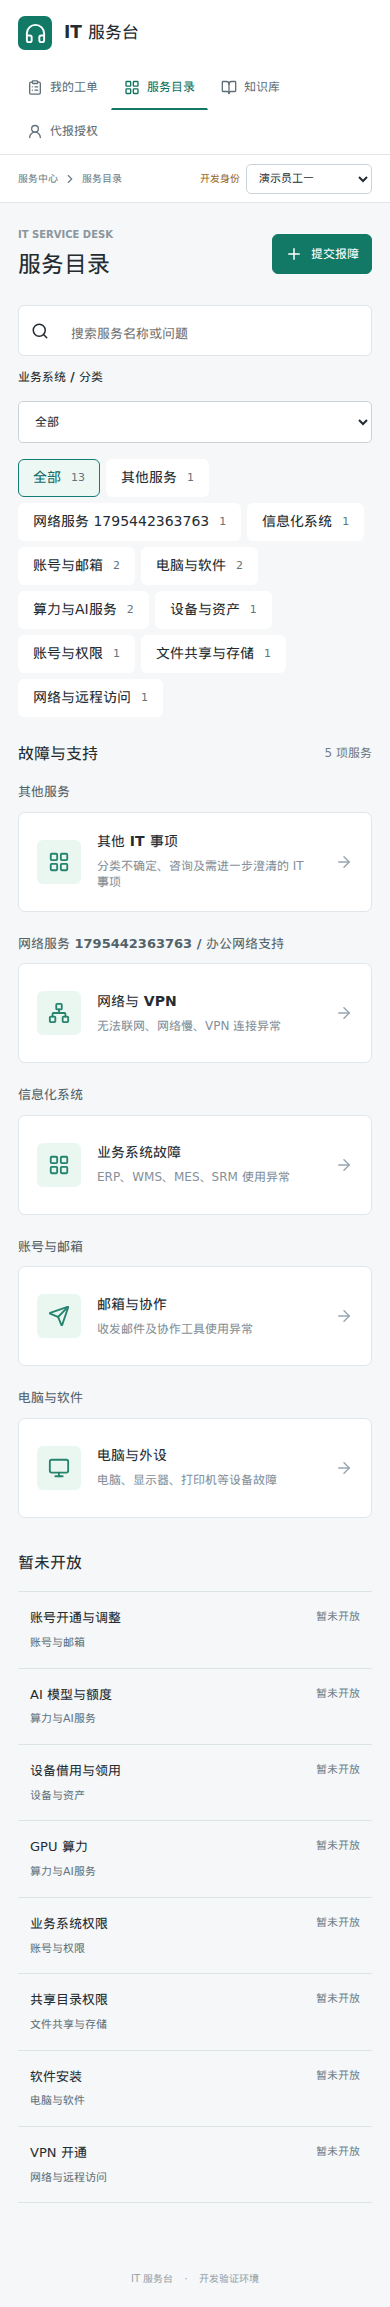 IT 服务台
我的工单
服务目录
知识库
代报授权
服务中心 > 服务目录
开发身份
演示员工一
IT SERVICE DESK
服务目录
提交报障
搜索服务名称或问题
业务系统 / 分类
全部
全部 13
其他服务 1
网络服务 1795442363763 1
信息化系统 1
账号与邮箱 2
电脑与软件 2
算力与AI服务 2
设备与资产 1
账号与权限 1
文件共享与存储 1
网络与远程访问 1
故障与支持
5 项服务
其他服务
其他 IT 事项
分类不确定、咨询及需进一步澄清的 IT
事项
网络服务 1795442363763 / 办公网络支持
网络与 VPN
无法联网、网络慢、VPN 连接异常
信息化系统
业务系统故障
ERP、WMS、MES、SRM 使用异常
账号与邮箱
邮箱与协作
收发邮件及协作工具使用异常
电脑与软件
电脑与外设
电脑、显示器、打印机等设备故障
暂未开放
账号开通与调整
暂未开放
账号与邮箱
AI 模型与额度
暂未开放
算力与AI服务
设备借用与领用
暂未开放
设备与资产
GPU 算力
暂未开放
算力与AI服务
业务系统权限
暂未开放
账号与权限
共享目录权限
暂未开放
文件共享与存储
软件安装
暂未开放
电脑与软件
VPN 开通
暂未开放
网络与远程访问
IT 服务台 · 开发验证环境